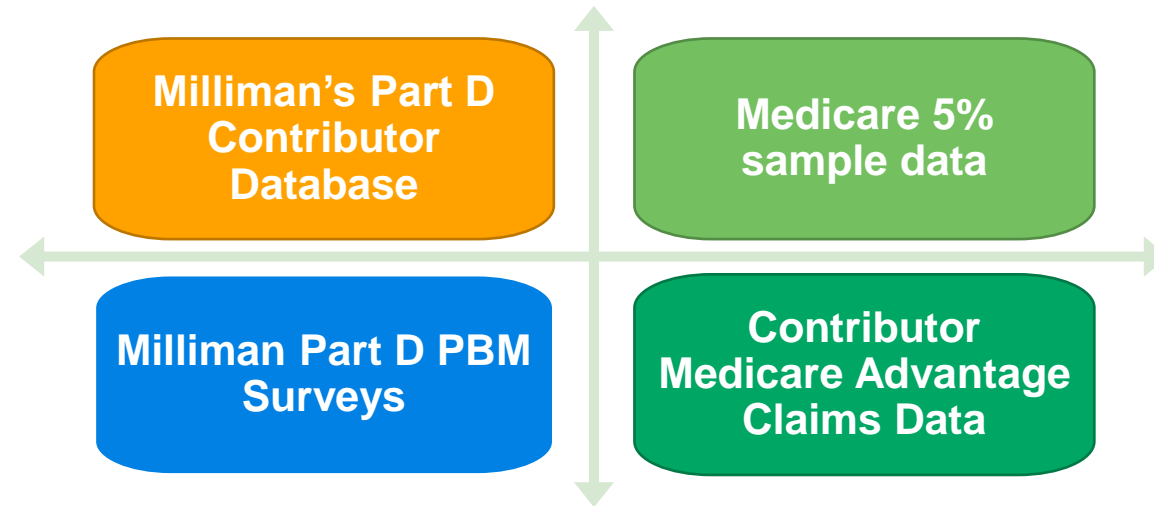 Milliman’s Part D
Contributor
Database
Medicare 5%
sample data
Milliman Part D PBM
Surveys
Contributor
Medicare Advantage
Claims Data